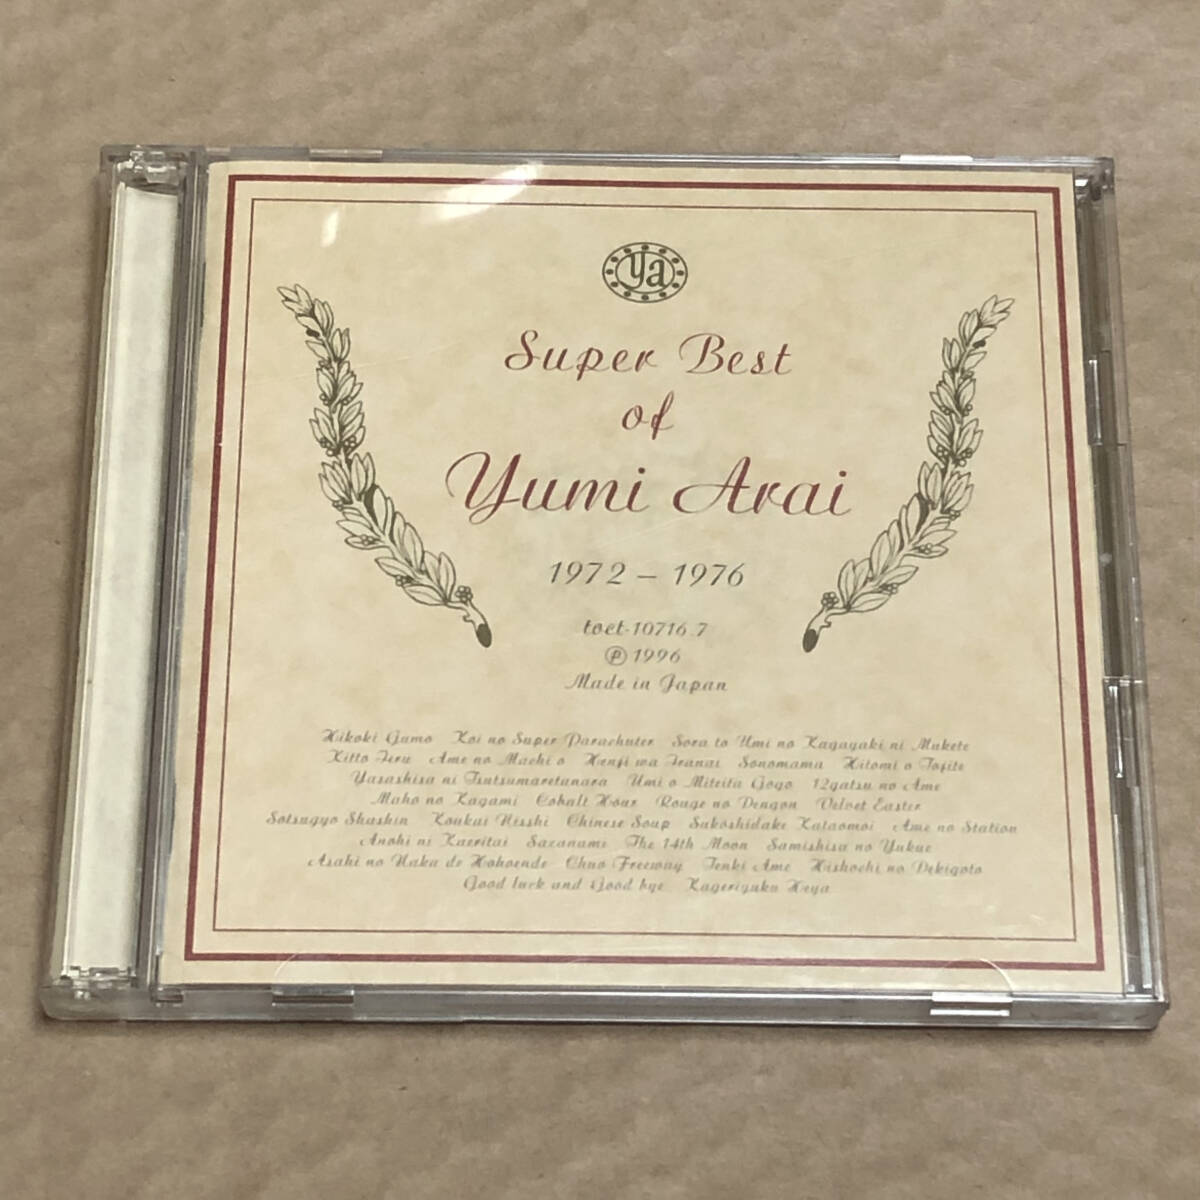 ya
Super Best
of
Yumi Arai
1972 – 1976
toct-10716.7
℗ 1996
Made in Japan
Hikoki Gumo Koi no Super Parachuter Sora to Umi no Kagayaki ni Mukete
Kitto Ieru Ame no Machi o Henji wa Iranai Sonomama Hitomi o Tojite
Yasashisa ni Tsutsumaretanara Umi o Miteita Gogo 12gatsu no Ame
Maho no Kagami Cobalt Hour Rouge no Dengon Velvet Easter
Sotsugyo Shashin Koukai Nisshi Chinese Soup Sukoshidake Kataomoi Ame no Station
Anohi ni Kaeritai Sazanami The 14th Moon Samishisa no Yukue
Asahi no Naka de Hohoende Chuo Freeway Tenki Ame Hishochi no Dekigoto
Good luck and Good bye Kageriyuku Heya